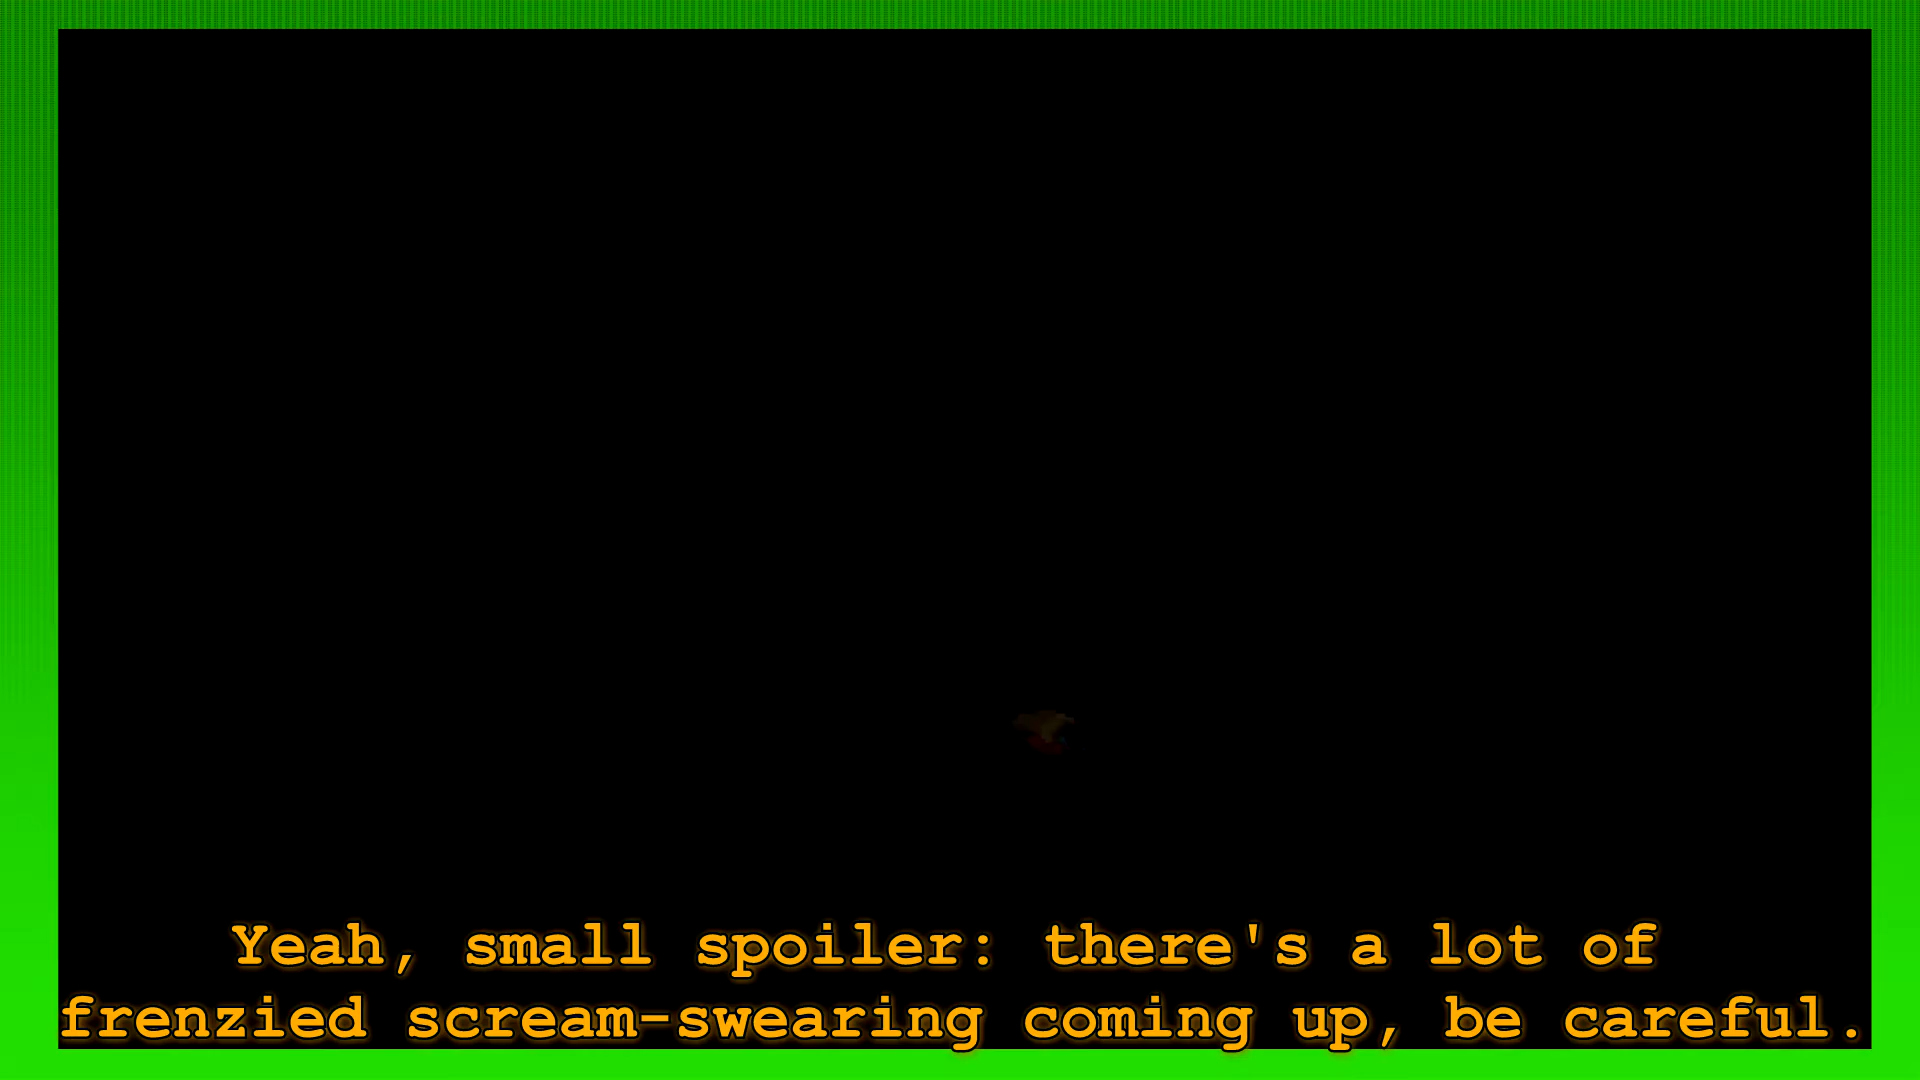 Yeah, small spoiler: there's a lot of
frenzied scream-swearing coming up, be careful.